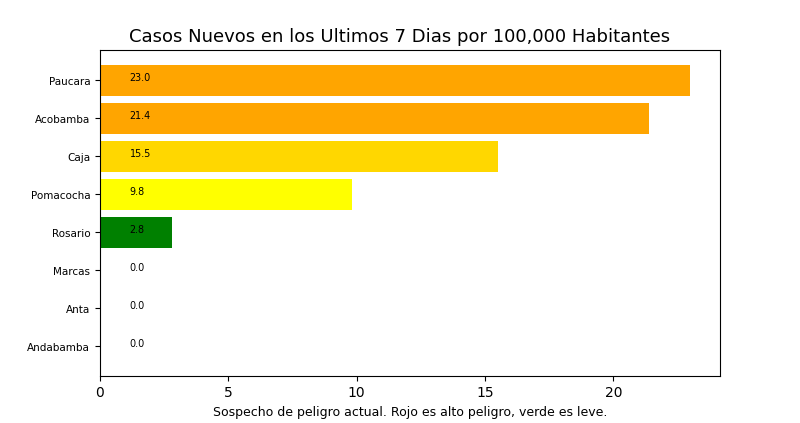 Casos Nuevos en los Ultimos 7 Dias por 100,000 Habitantes
Paucara 23.0
Acobamba 21.4
Caja 15.5
Pomacocha 9.8
Rosario 2.8
Marcas 0.0
Anta 0.0
Andabamba 0.0
0 5 10 15 20
Sospecho de peligro actual. Rojo es alto peligro, verde es leve.